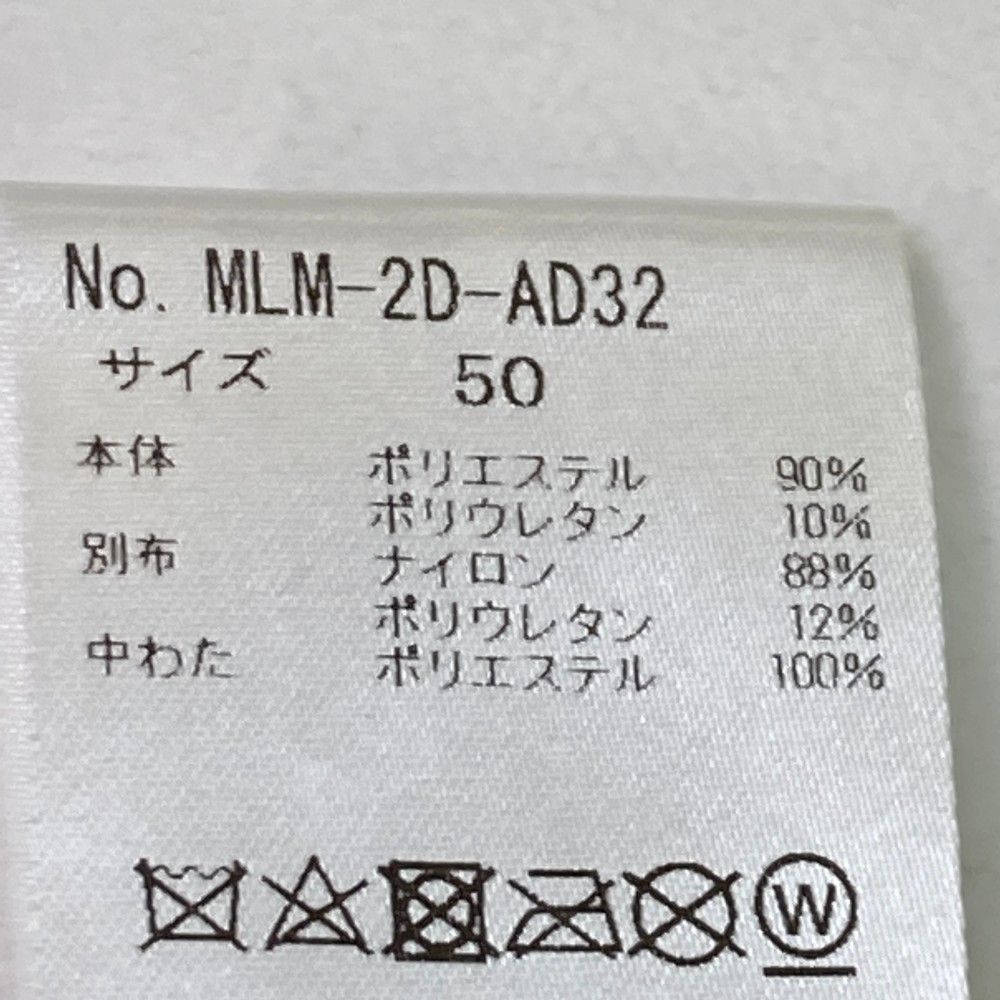 No. MLM-2D-AD32
サイズ 50
本体 ポリエステル 90%
ポリウレタン 10%
別布 ナイロン 88%
ポリウレタン 12%
中わた ポリエステル 100%
W